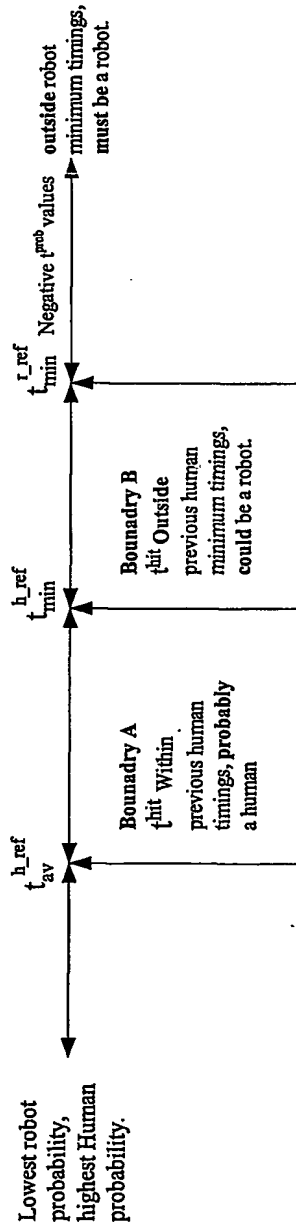 Lowest robot
probability,
highest Human
probability.
t_av^h_ref
Bounadry A
t^hit Within
previous human
timings, probably
a human
t_min^h_ref
Bounadry B
t^hit Outside
previous human
minimum timings,
could be a robot.
t_min^r_ref
Negative t^prob values
outside robot
minimum timings,
must be a robot.